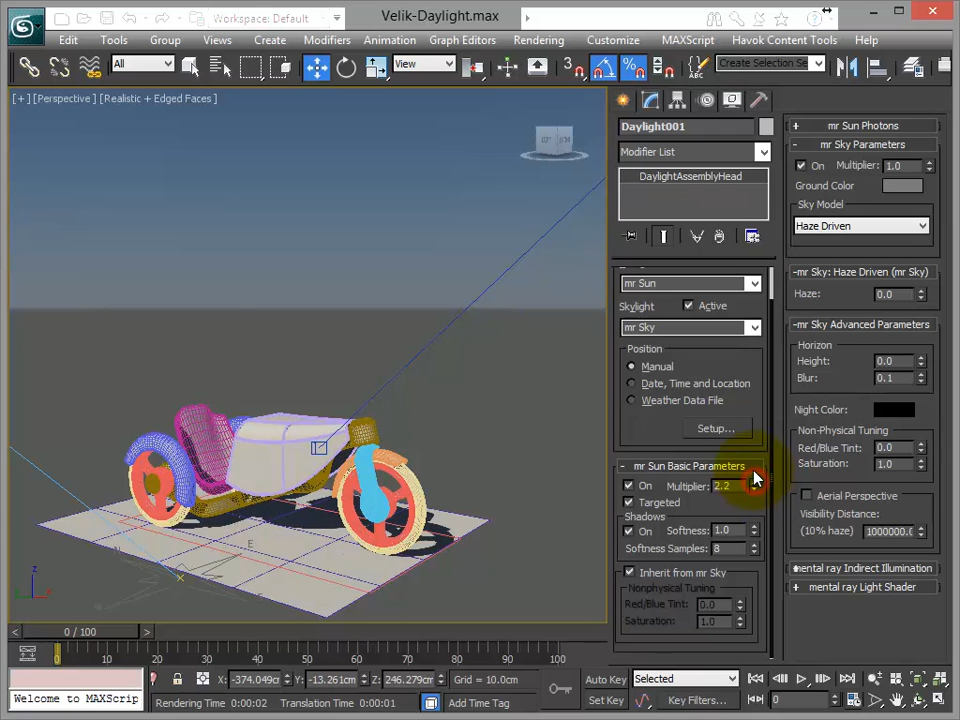 Workspace: Default
Velik-Daylight.max
Edit Tools Group Views Create Modifiers Animation Graph Editors Rendering Customize MAXScript Havok Content Tools Help
All View 3 Create Selection Se
[+] [Perspective] [Realistic + Edged Faces]
Daylight001
Modifier List
DaylightAssemblyHead
mr Sun
Skylight Active
mr Sky
Position
Manual
Date, Time and Location
Weather Data File
Setup...
- mr Sun Basic Parameters
On Multiplier: 2.2
Targeted
Shadows
On Softness: 1.0
Softness Samples: 8
Inherit from mr Sky
Nonphysical Tuning
Red/Blue Tint: 0.0
Saturation: 1.0
+ mr Sun Photons
- mr Sky Parameters
On Multiplier: 1.0
Ground Color
Sky Model
Haze Driven
-mr Sky: Haze Driven (mr Sky)
Haze: 0.0
-mr Sky Advanced Parameters
Horizon
Height: 0.0
Blur: 0.1
Night Color:
Non-Physical Tuning
Red/Blue Tint: 0.0
Saturation: 1.0
Aerial Perspective
Visibility Distance:
(10% haze) 1000000.0
mental ray Indirect Illumination
+ mental ray Light Shader
E
z
x
0 / 100
0 10 20 30 40 50 60 70 80 90 100
X: -374.049cm Y: -13.261cm Z: 246.279cm Grid = 10.0cm
Auto Key Selected
Welcome to MAXScrip
Rendering Time 0:00:02 Translation Time 0:00:01 Add Time Tag
Set Key Key Filters... 0